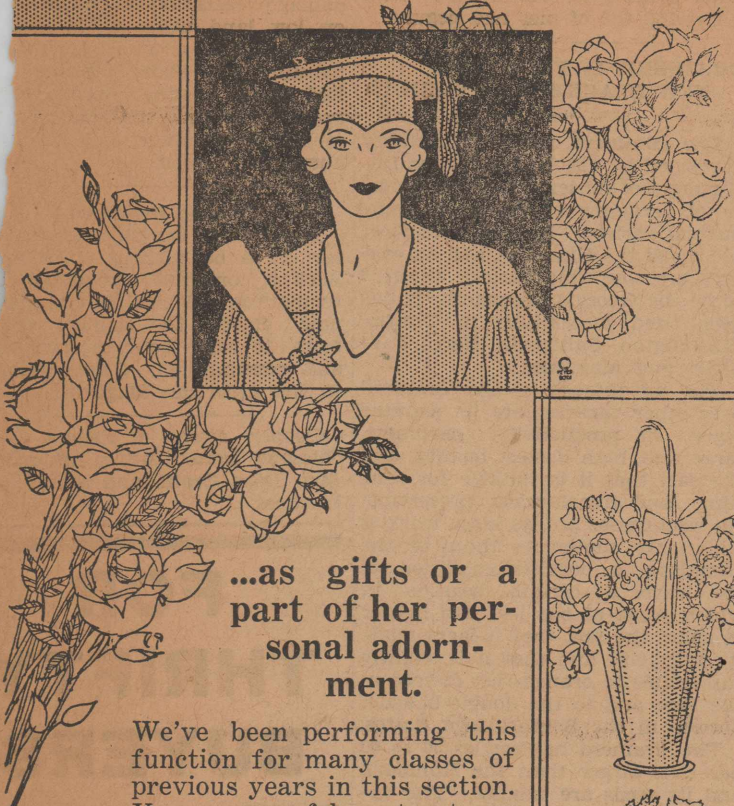 ...as gifts or a
part of her per-
sonal adorn-
ment.
We've been performing this
function for many classes of
previous years in this section.